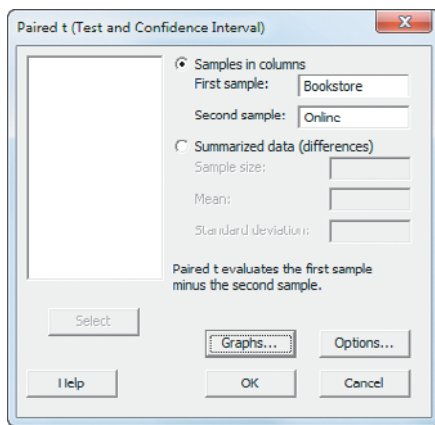 Paired t (Test and Confidence Interval)
Samples in columns
First sample: Bookstore
Second sample: Online
Summarized data (differences)
Sample size:
Mean:
Standard deviation:
Paired t evaluates the first sample
minus the second sample.
Select
Graphs... Options...
Help OK Cancel